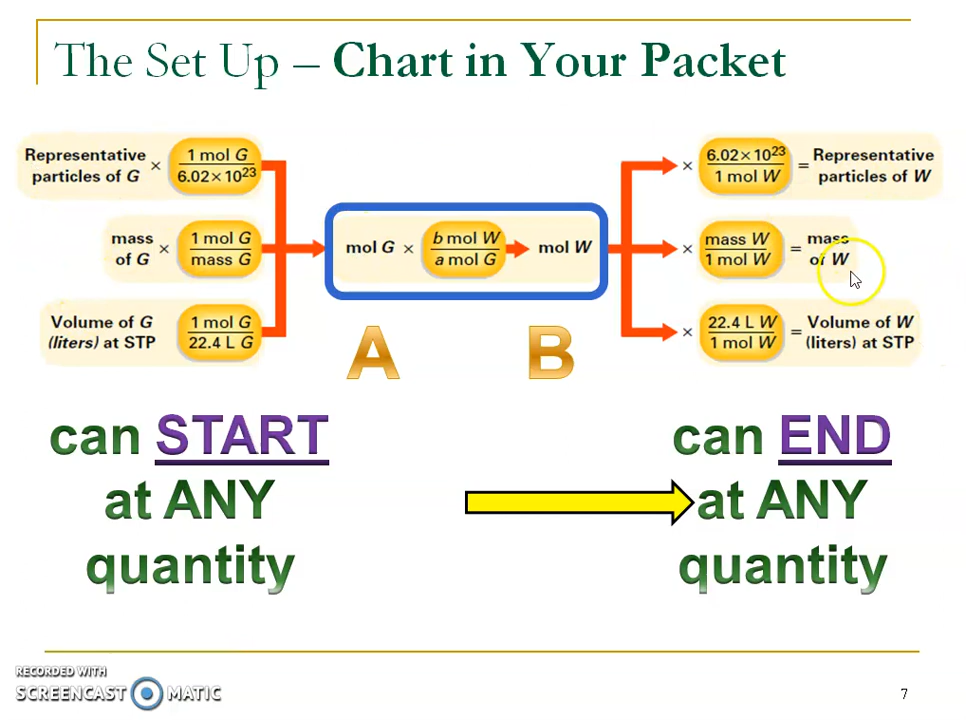 The Set Up – Chart in Your Packet
Representative
particles of G
×
1 mol G
6.02×10²³
mass
of G
×
1 mol G
mass G
Volume of G
(liters) at STP
1 mol G
22.4 L G
mol G × b mol W
a mol G
mol W
×
6.02×10²³
1 mol W
= Representative
particles of W
×
mass W
1 mol W
= mass
of W
×
22.4 L W
1 mol W
= Volume of W
(liters) at STP
A
B
can START
at ANY
quantity
can END
at ANY
quantity
RECORDED WITH
SCREENCAST MATIC
7